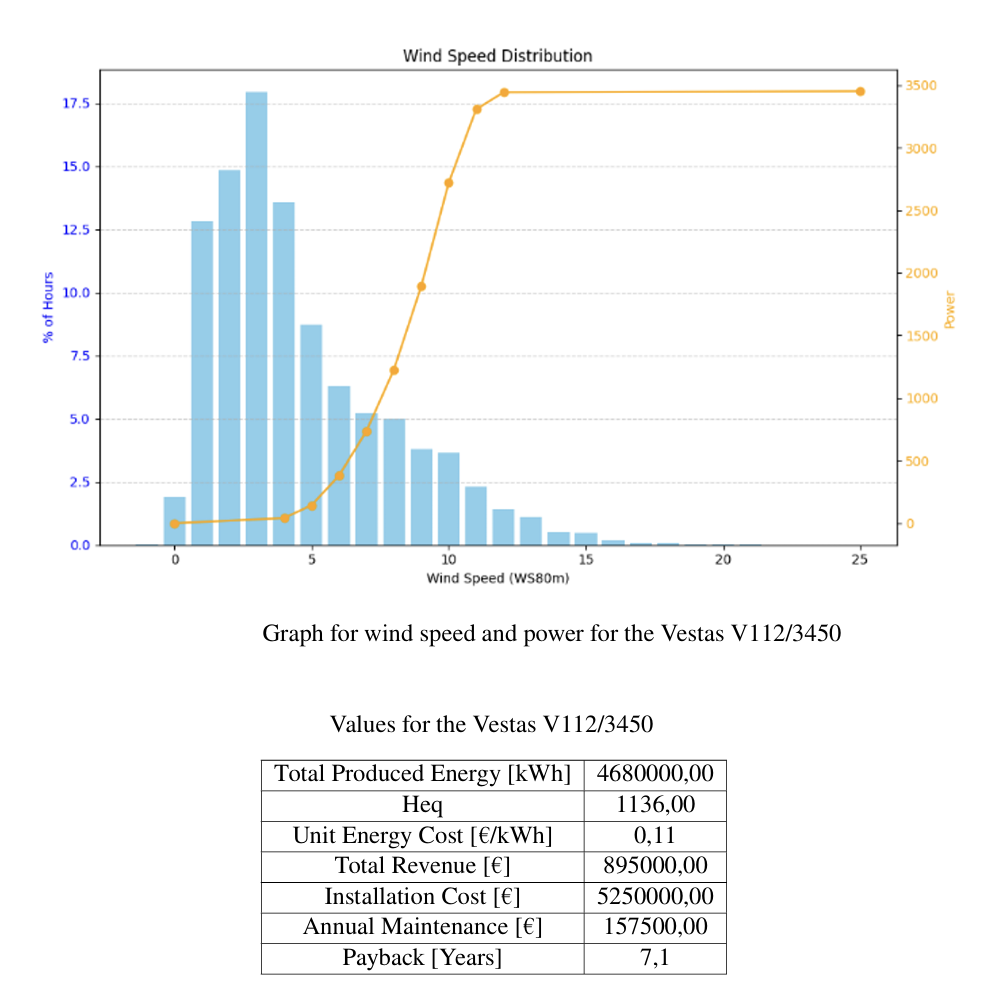 Wind Speed Distribution
% of Hours
17.5
15.0
12.5
10.0
7.5
5.0
2.5
0.0
0 5 10 15 20 25
Wind Speed (WS80m)
3500
3000
2500
2000
1500
1000
500
0
Power
Graph for wind speed and power for the Vestas V112/3450
Values for the Vestas V112/3450
Total Produced Energy [kWh] 4680000,00
Heq 1136,00
Unit Energy Cost [€/kWh] 0,11
Total Revenue [€] 895000,00
Installation Cost [€] 5250000,00
Annual Maintenance [€] 157500,00
Payback [Years] 7,1